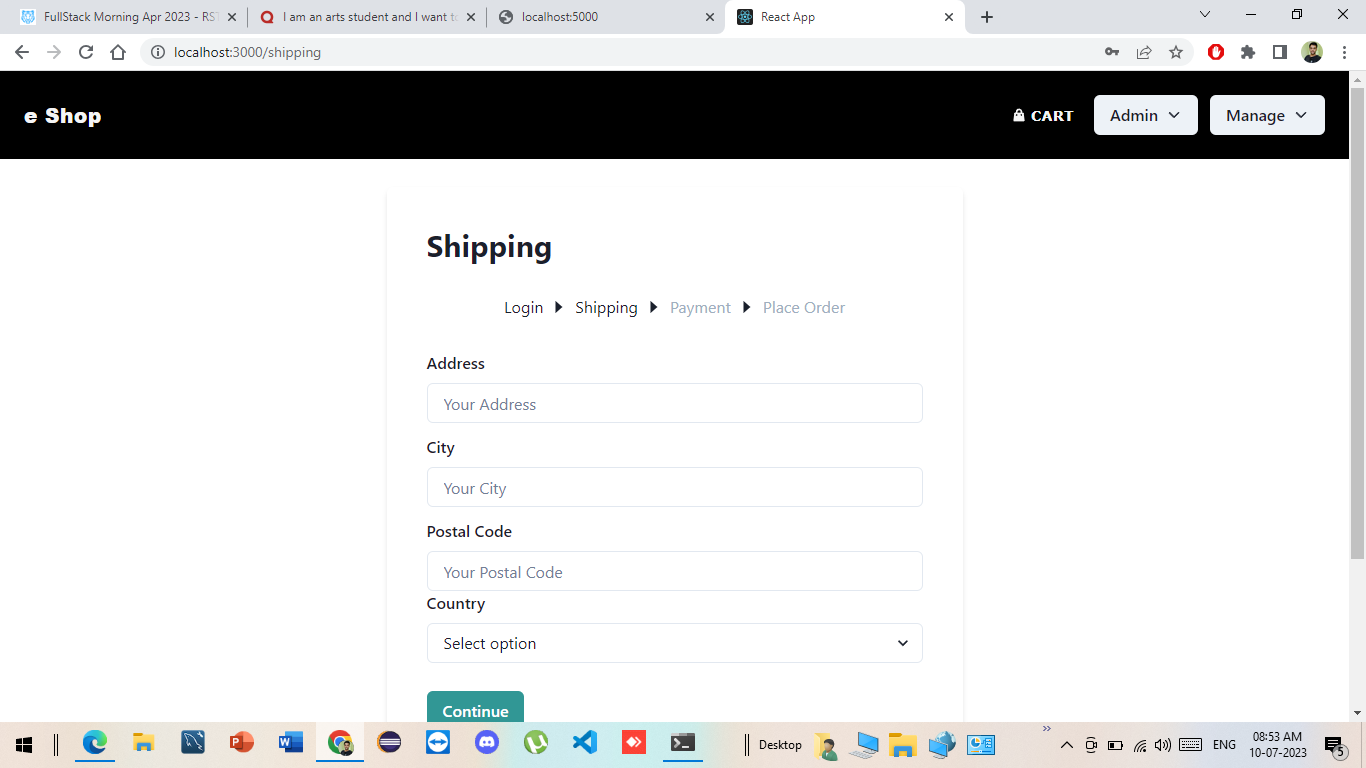 FullStack Morning Apr 2023 - RST
I am an arts student and I want to
localhost:5000
React App
localhost:3000/shipping
e Shop
CART
Admin
Manage
Shipping
Login Shipping Payment Place Order
Address
Your Address
City
Your City
Postal Code
Your Postal Code
Country
Select option
Continue
Desktop
ENG
08:53 AM
10-07-2023
5